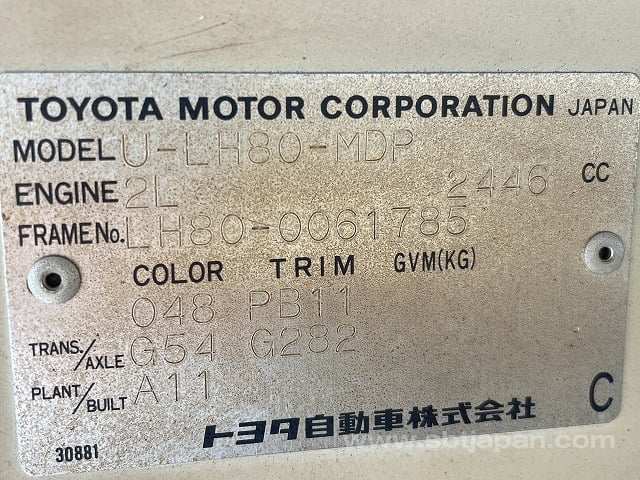 TOYOTA MOTOR CORPORATION JAPAN
MODEL U-LH80-MDP
ENGINE 2L 2446 CC
FRAME No. LH80-0061785
COLOR TRIM GVM(KG)
048 PB11
TRANS./AXLE G54 G282
PLANT/BUILT A11
トヨタ自動車株式会社 C
www.sbtjapan.com
30881